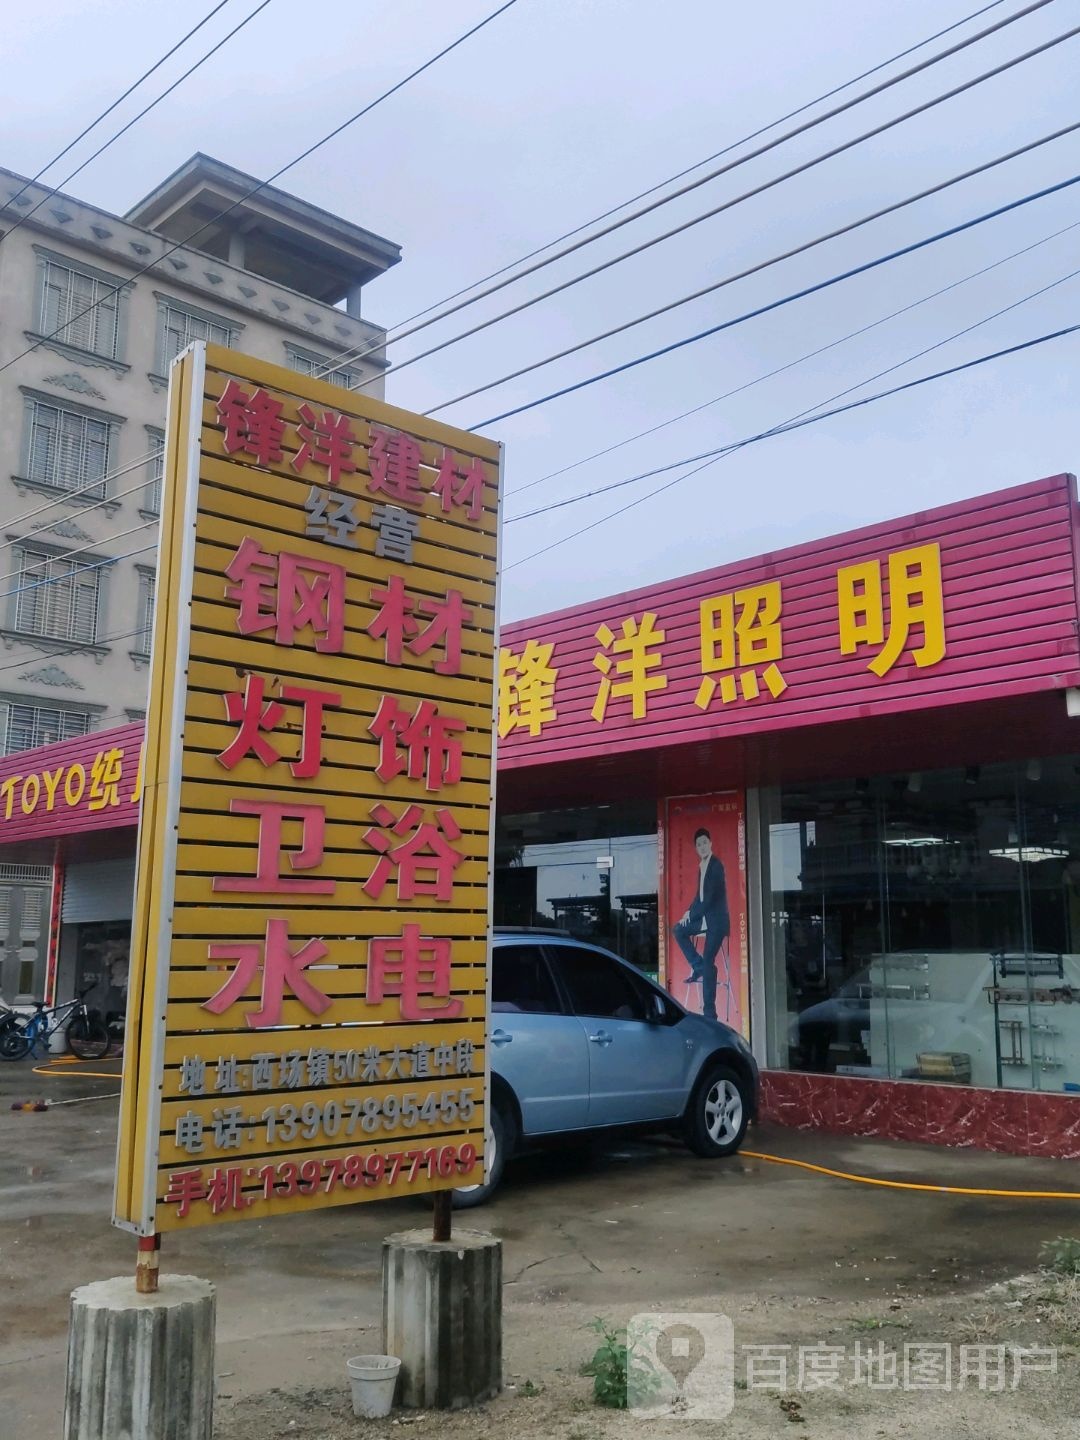 锋洋建材
经营
钢材
灯饰
卫浴
水电
地址:西场镇50米大道中段
电话:13907895455
手机:13978977169
TOYO统
锋洋照明
百度地图用户